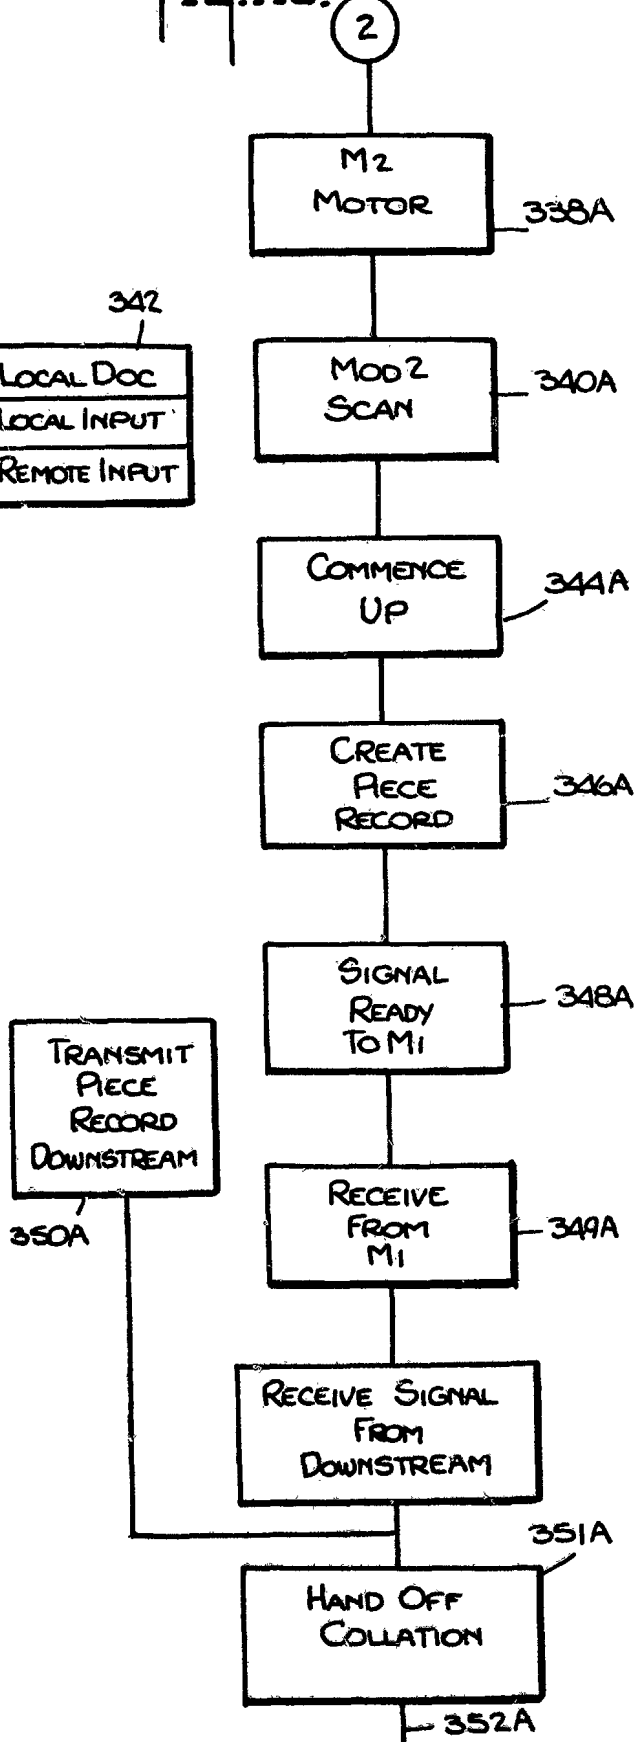 2
M2
MOTOR
338A
342
LOCAL DOC
LOCAL INPUT
REMOTE INPUT
MOD 2
SCAN
340A
COMMENCE
UP
344A
CREATE
PIECE
RECORD
346A
SIGNAL
READY
TO M1
348A
TRANSMIT
PIECE
RECORD
DOWNSTREAM
350A
RECEIVE
FROM
M1
349A
RECEIVE SIGNAL
FROM
DOWNSTREAM
351A
HAND OFF
COLLATION
352A